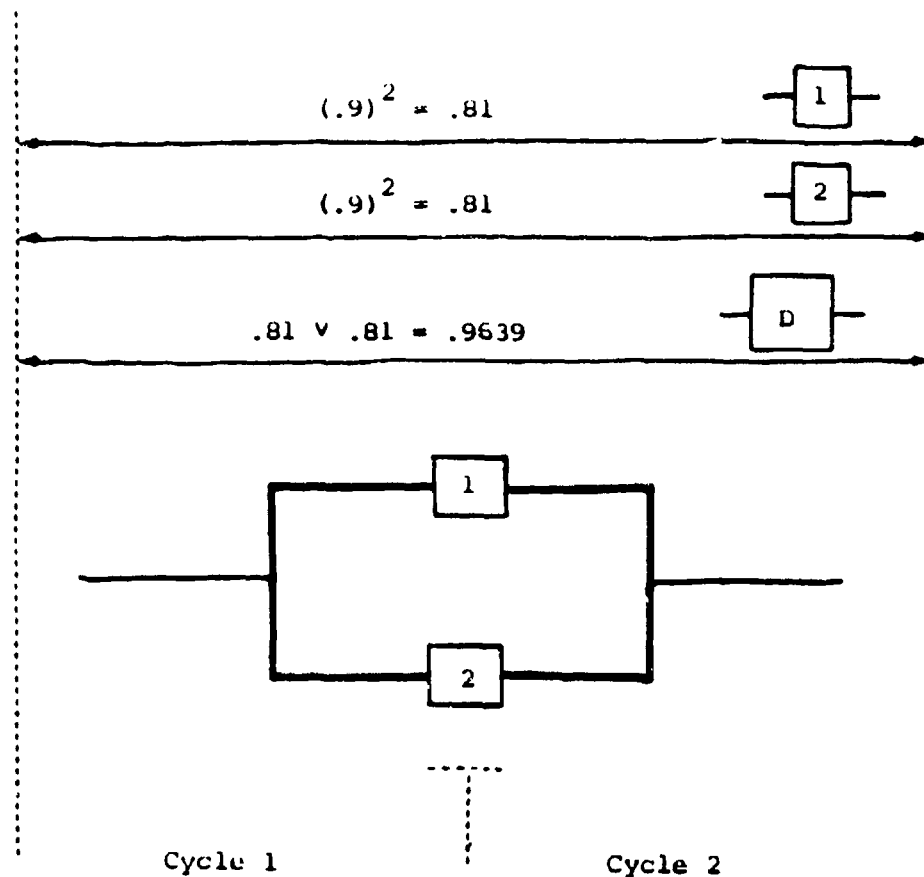 (.9)² = .81
1
(.9)² = .81
2
.81 v .81 = .9639
D
1
2
Cycle 1
Cycle 2